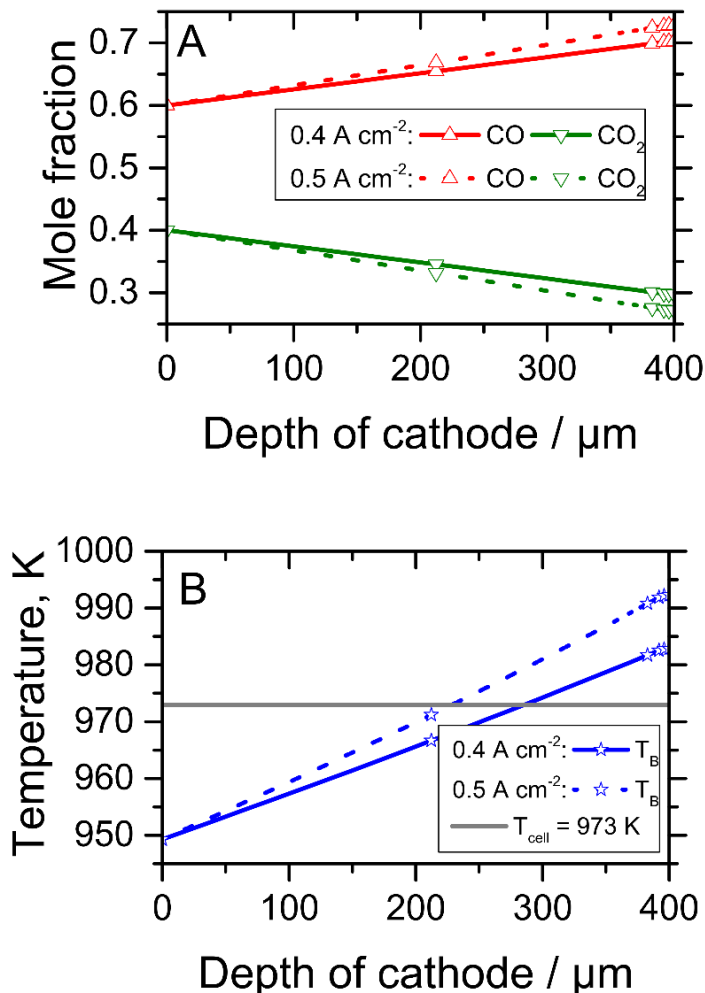 A
Mole fraction
0.7
0.6
0.5
0.4
0.3
0.4 A cm-2: CO CO2
0.5 A cm-2: CO CO2
0 100 200 300 400
Depth of cathode / µm
B
Temperature, K
1000
990
980
970
960
950
0.4 A cm-2: TB
0.5 A cm-2: TB
Tcell = 973 K
0 100 200 300 400
Depth of cathode / µm